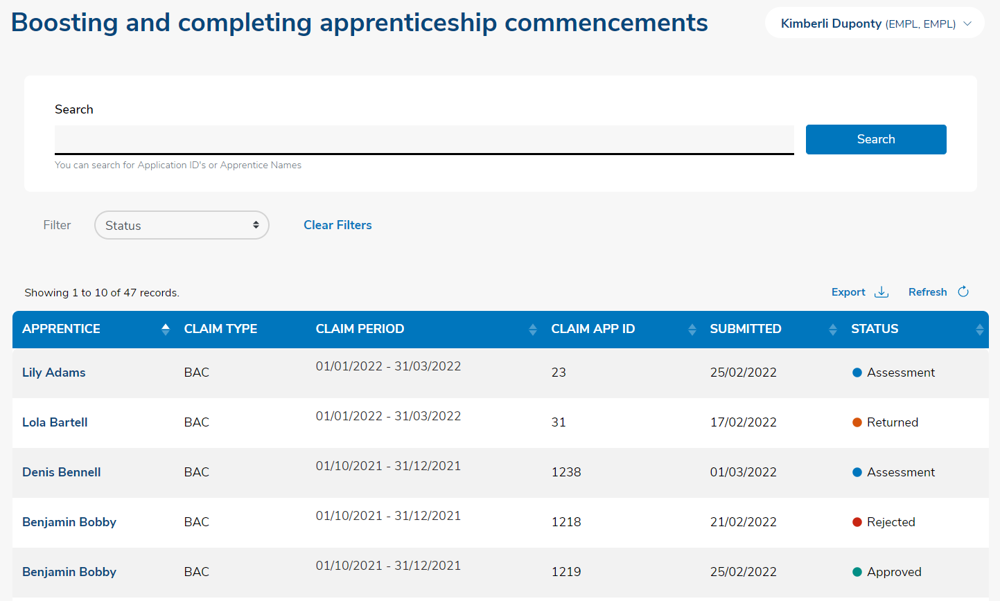 Boosting and completing apprenticeship commencements
Kimberli Duponty (EMPL, EMPL)
Search
Search
You can search for Application ID's or Apprentice Names
Filter Status Clear Filters
Showing 1 to 10 of 47 records. Export Refresh
APPRENTICE CLAIM TYPE CLAIM PERIOD CLAIM APP ID SUBMITTED STATUS
Lily Adams BAC 01/01/2022 - 31/03/2022 23 25/02/2022 Assessment
Lola Bartell BAC 01/01/2022 - 31/03/2022 31 17/02/2022 Returned
Denis Bennell BAC 01/10/2021 - 31/12/2021 1238 01/03/2022 Assessment
Benjamin Bobby BAC 01/10/2021 - 31/12/2021 1218 21/02/2022 Rejected
Benjamin Bobby BAC 01/10/2021 - 31/12/2021 1219 25/02/2022 Approved